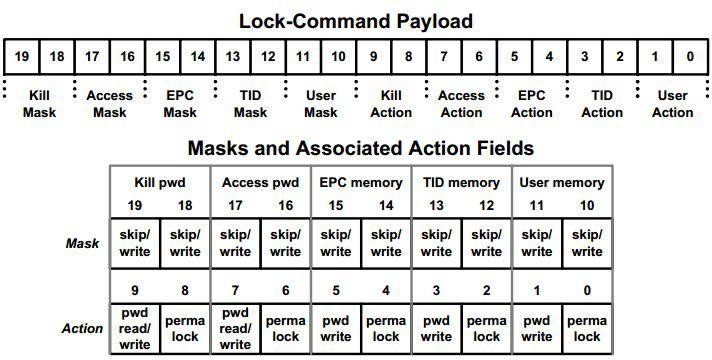 Lock-Command Payload
19 18 17 16 15 14 13 12 11 10 9 8 7 6 5 4 3 2 1 0
Kill Access EPC TID User Kill Access EPC TID User
Mask Mask Mask Mask Mask Action Action Action Action Action
Masks and Associated Action Fields
Kill pwd Access pwd EPC memory TID memory User memory
19 18 17 16 15 14 13 12 11 10
Mask skip/ skip/ skip/ skip/ skip/ skip/ skip/ skip/ skip/ skip/
write write write write write write write write write write
9 8 7 6 5 4 3 2 1 0
pwd pwd
Action read/ perma read/ perma pwd perma pwd perma pwd perma
write lock write lock write lock write lock write lock